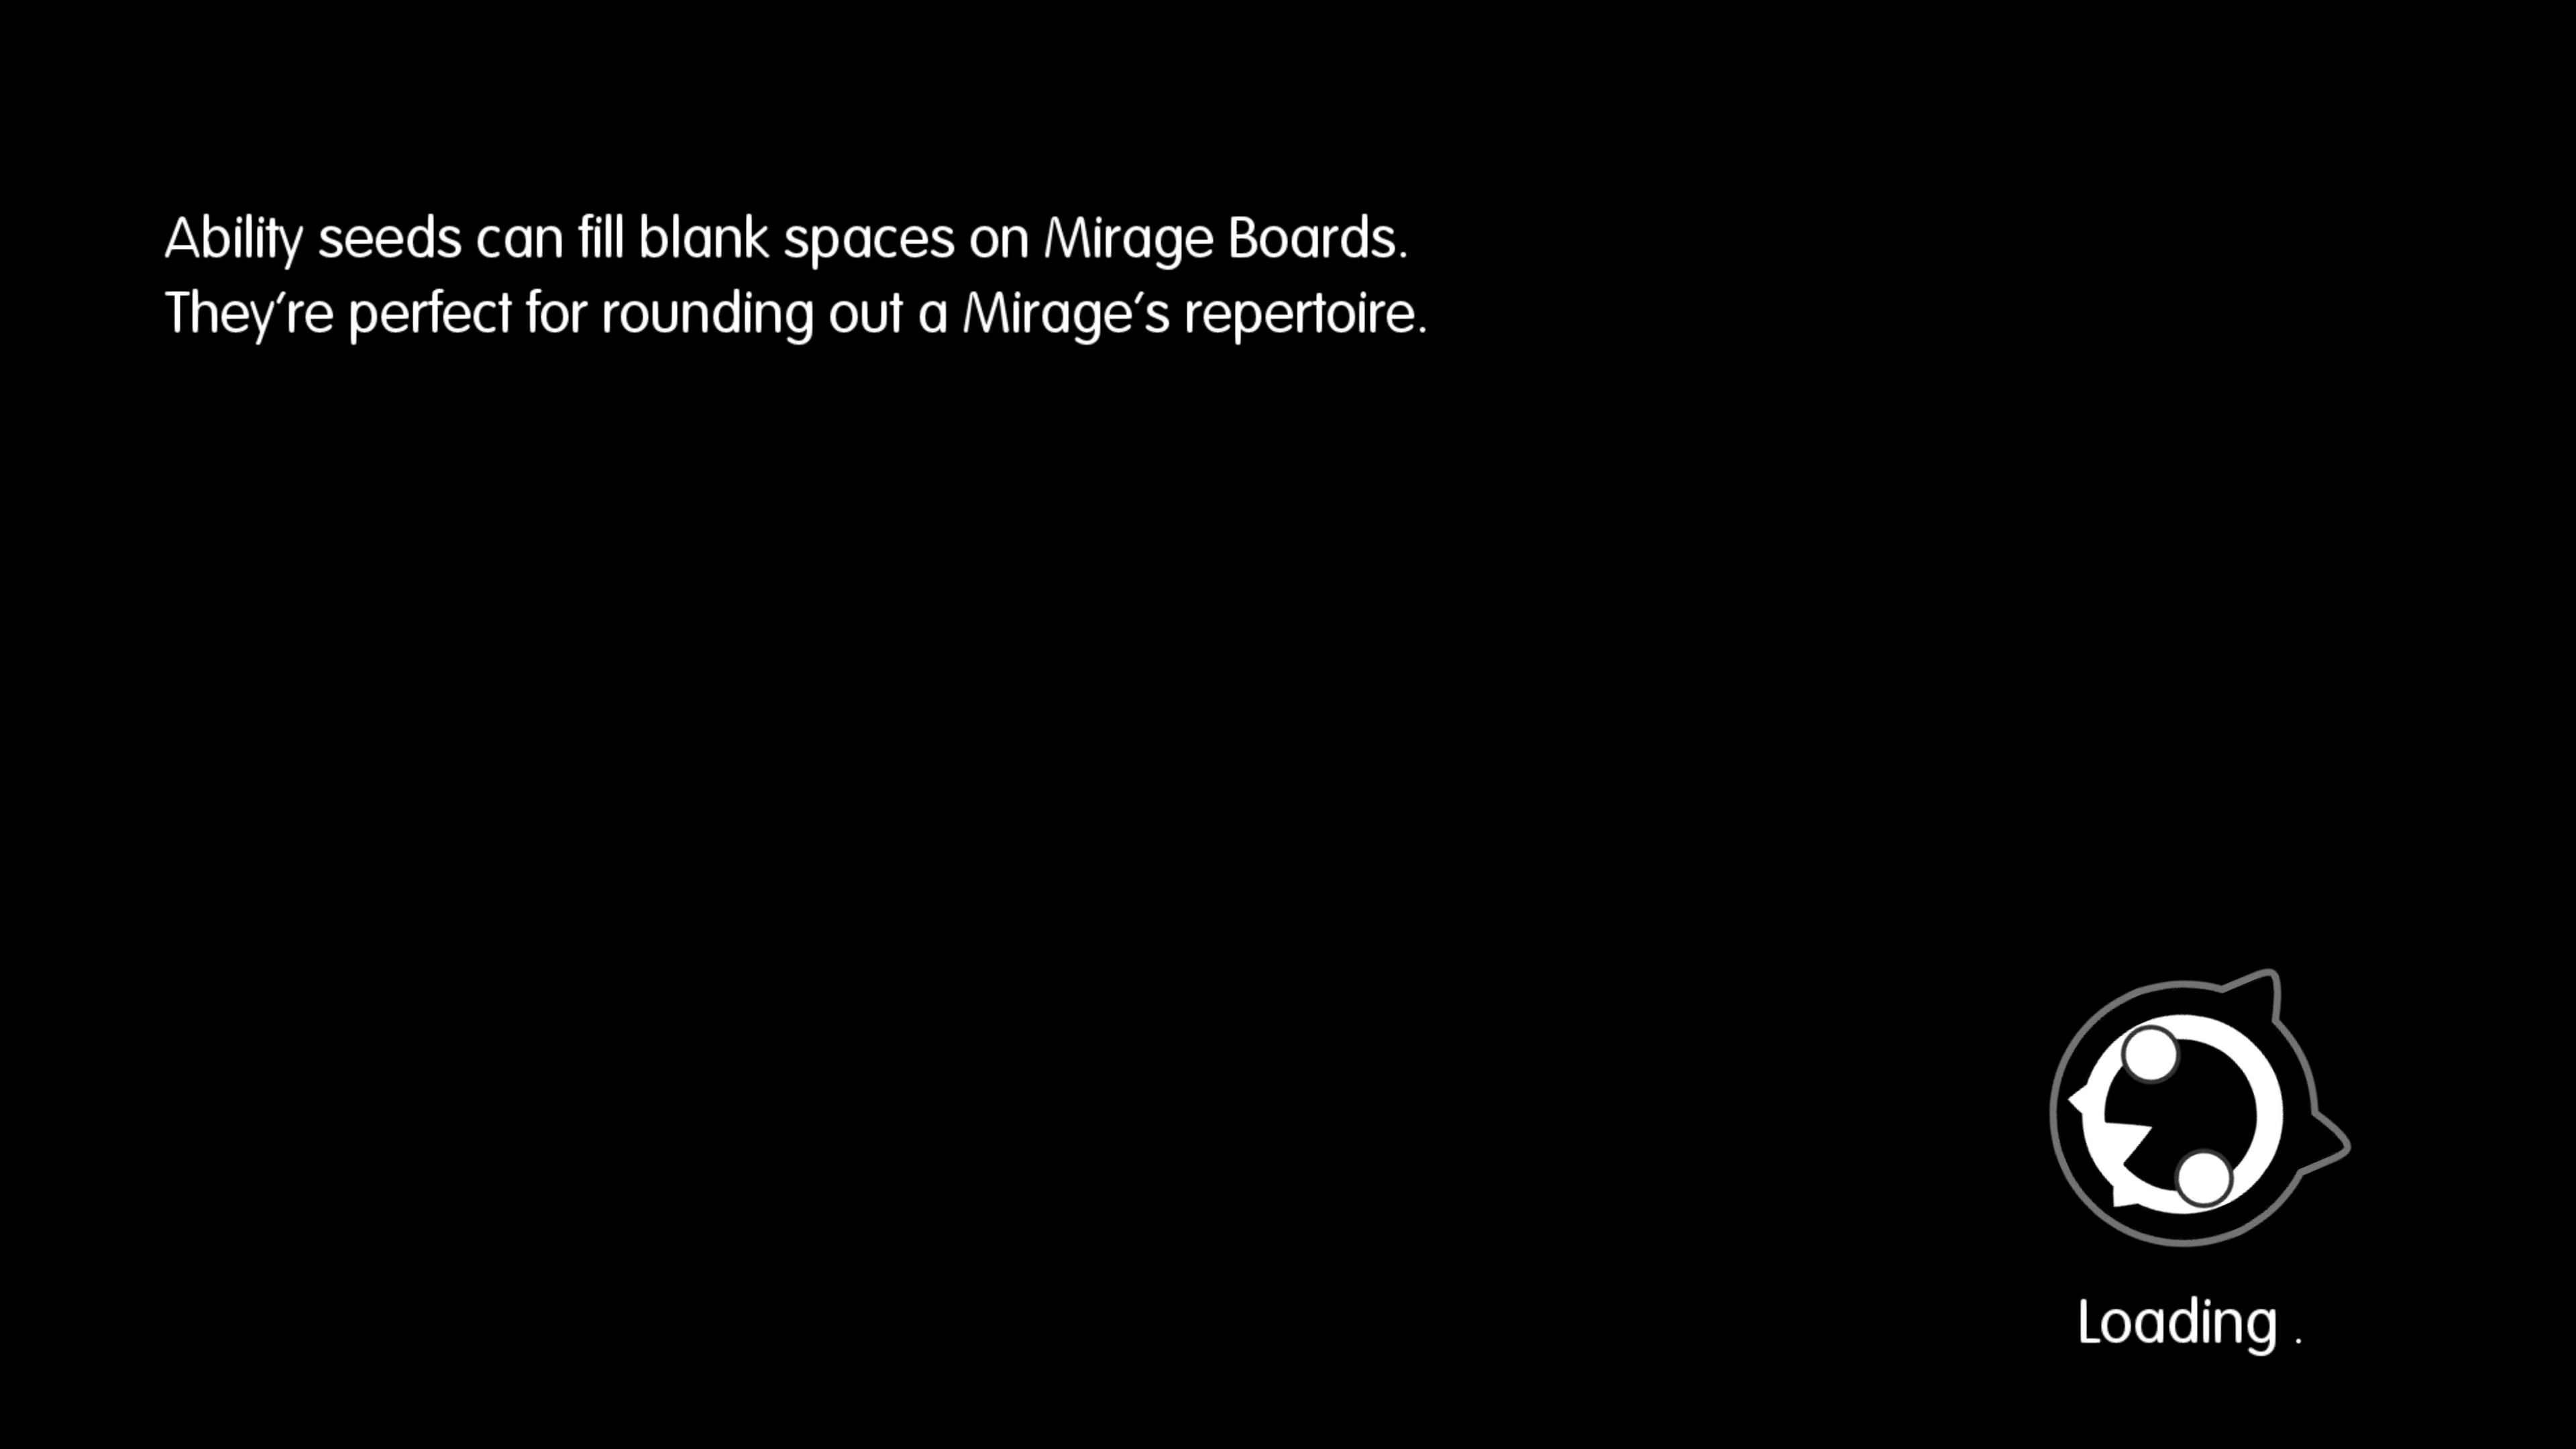 Ability seeds can fill blank spaces on Mirage Boards.
They're perfect for rounding out a Mirage's repertoire.
Loading .